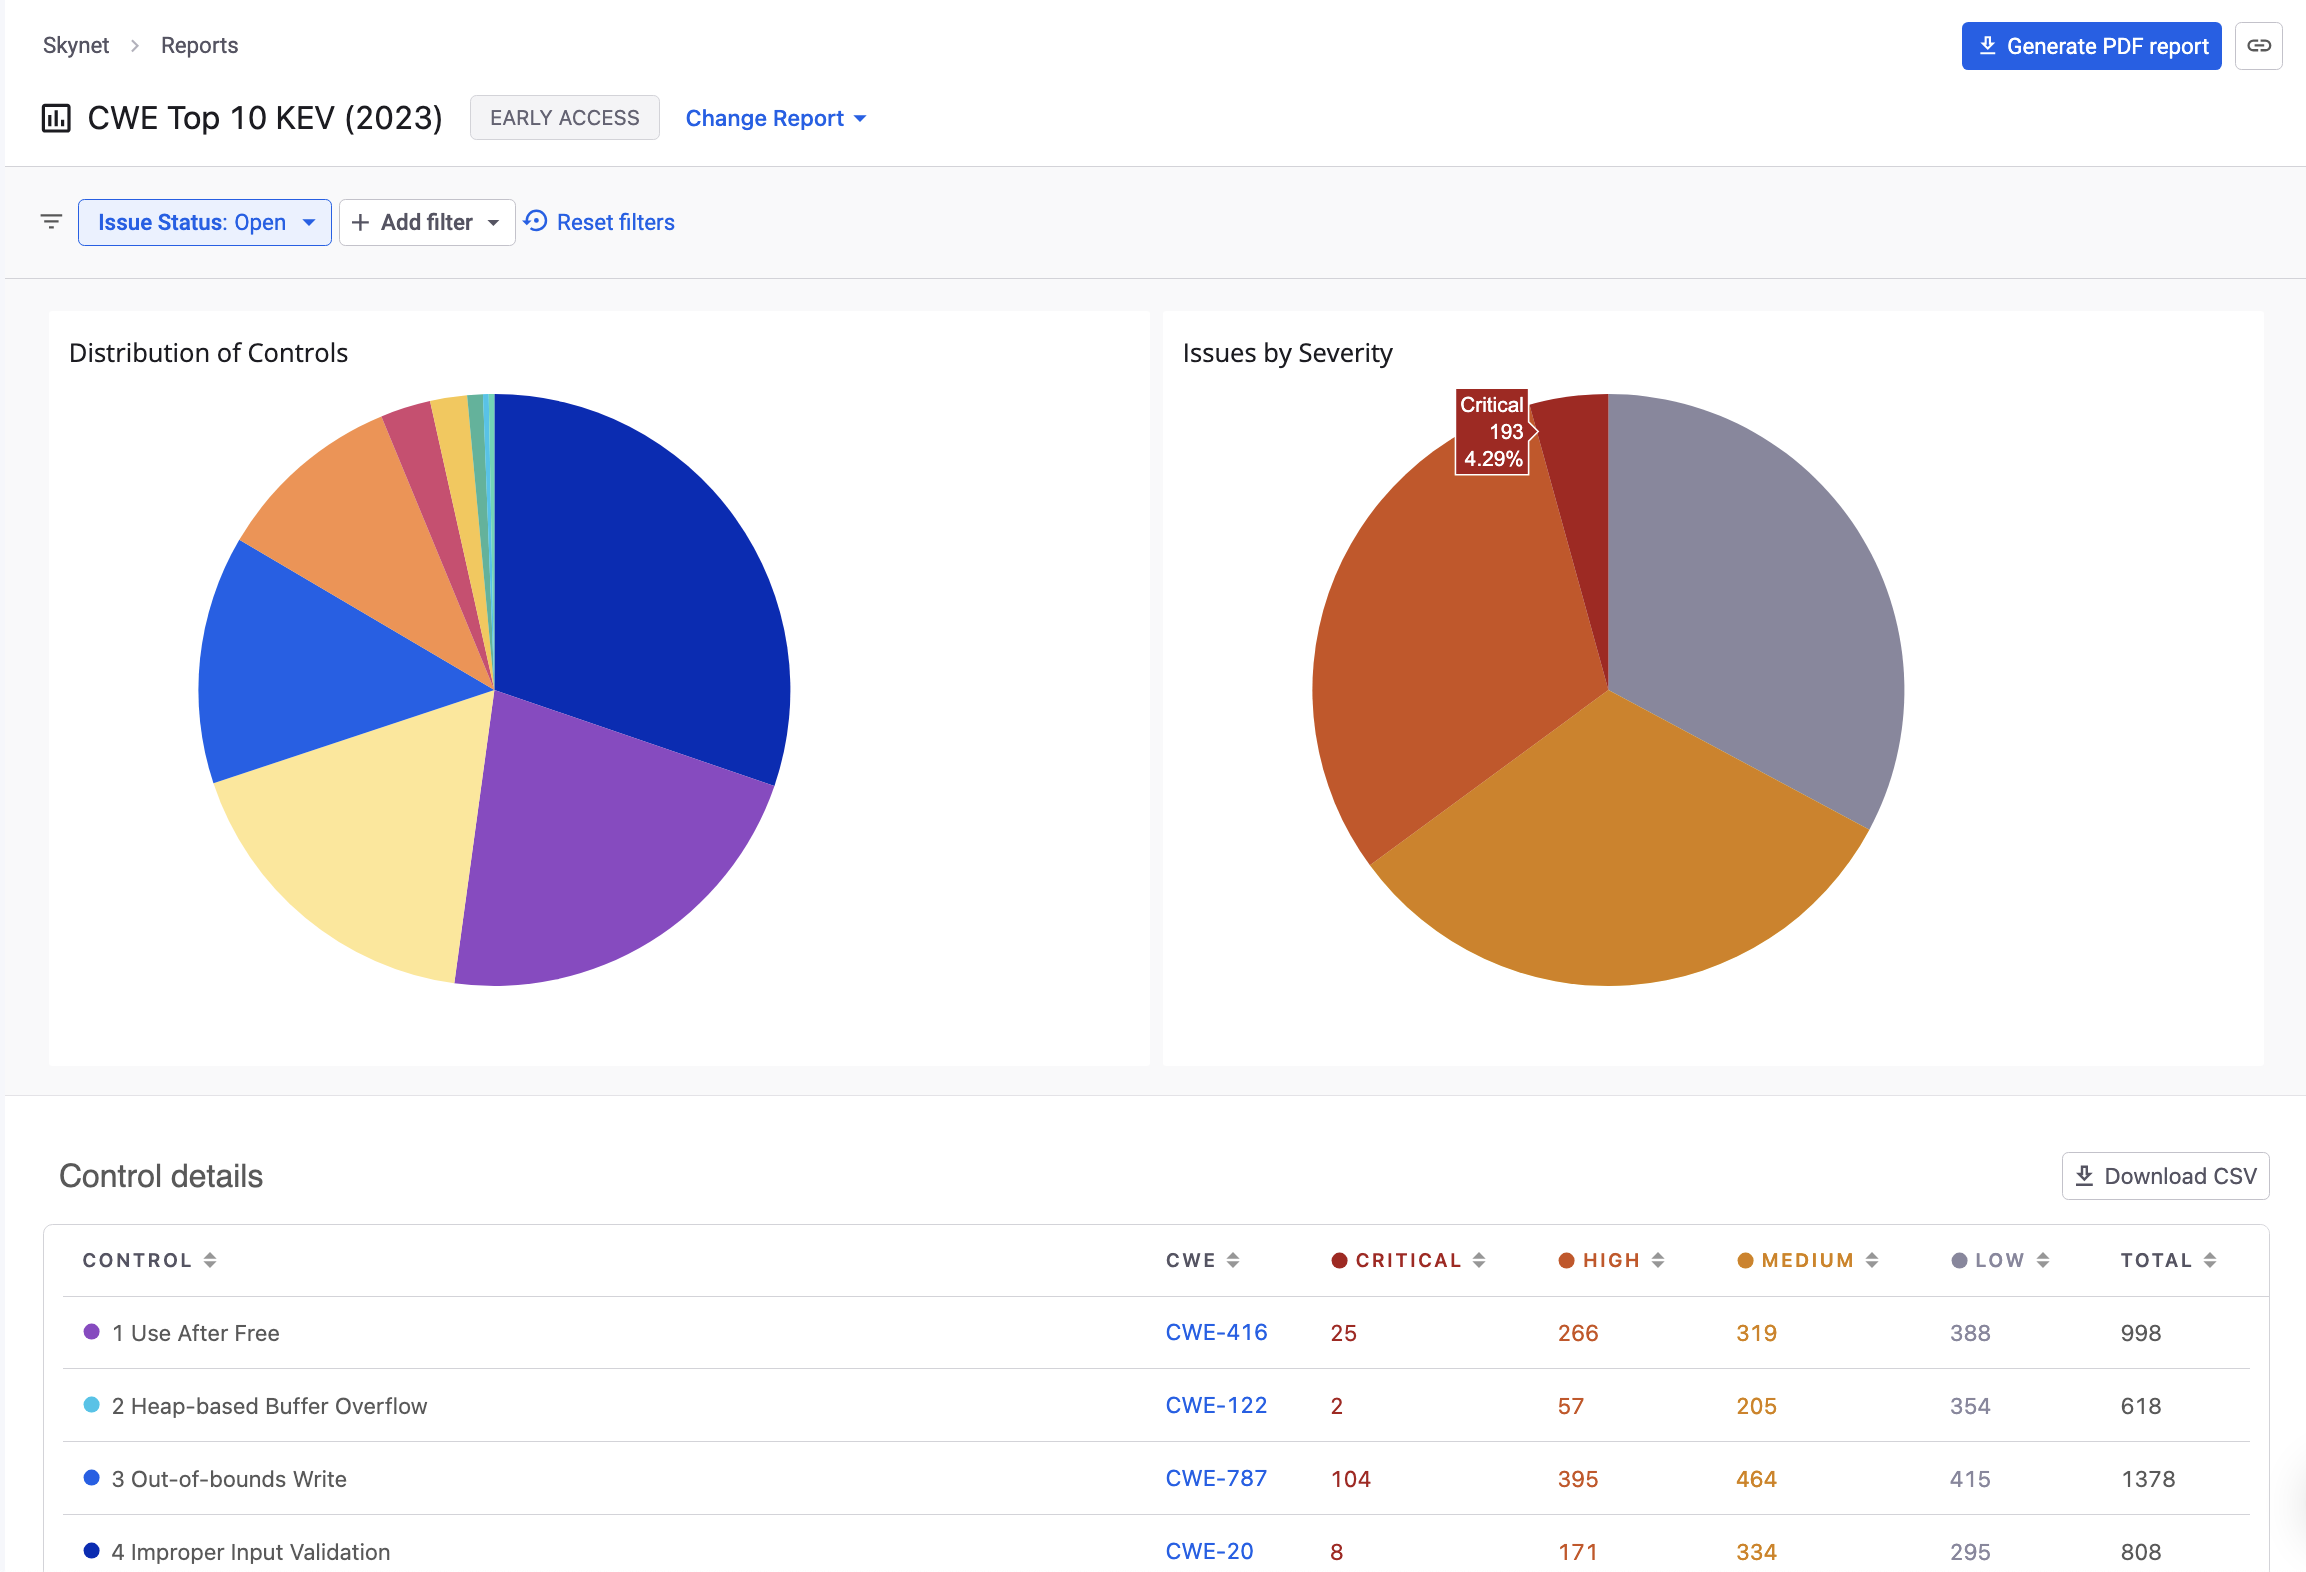 Skynet > Reports
Generate PDF report
CWE Top 10 KEV (2023)
EARLY ACCESS
Change Report
Issue Status: Open
Add filter
Reset filters
Distribution of Controls
Issues by Severity
Critical
193
4.29%
Control details
Download CSV
CONTROL CWE CRITICAL HIGH MEDIUM LOW TOTAL
1 Use After Free CWE-416 25 266 319 388 998
2 Heap-based Buffer Overflow CWE-122 2 57 205 354 618
3 Out-of-bounds Write CWE-787 104 395 464 415 1378
4 Improper Input Validation CWE-20 8 171 334 295 808